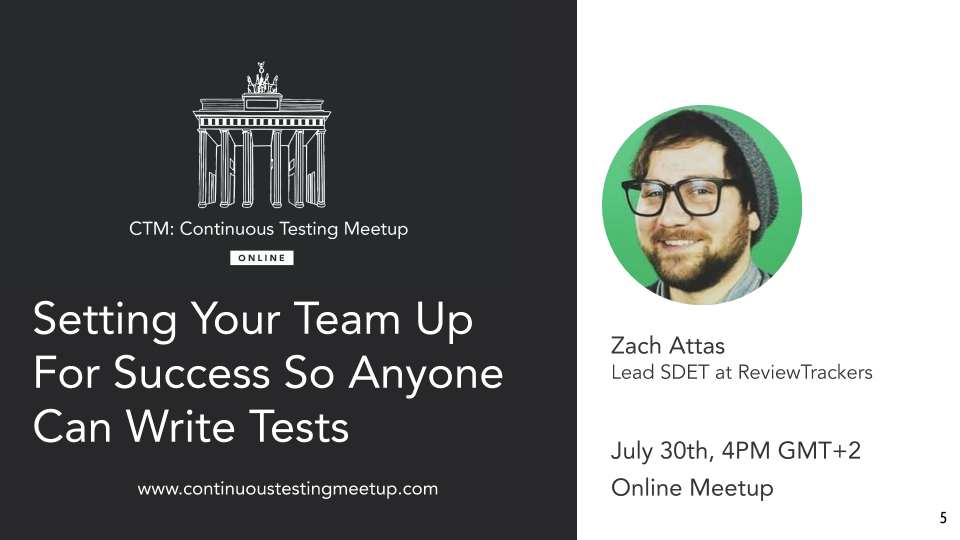 CTM: Continuous Testing Meetup
ONLINE
Setting Your Team Up
For Success So Anyone
Can Write Tests
www.continuoustestingmeetup.com
Zach Attas
Lead SDET at ReviewTrackers
July 30th, 4PM GMT+2
Online Meetup
5